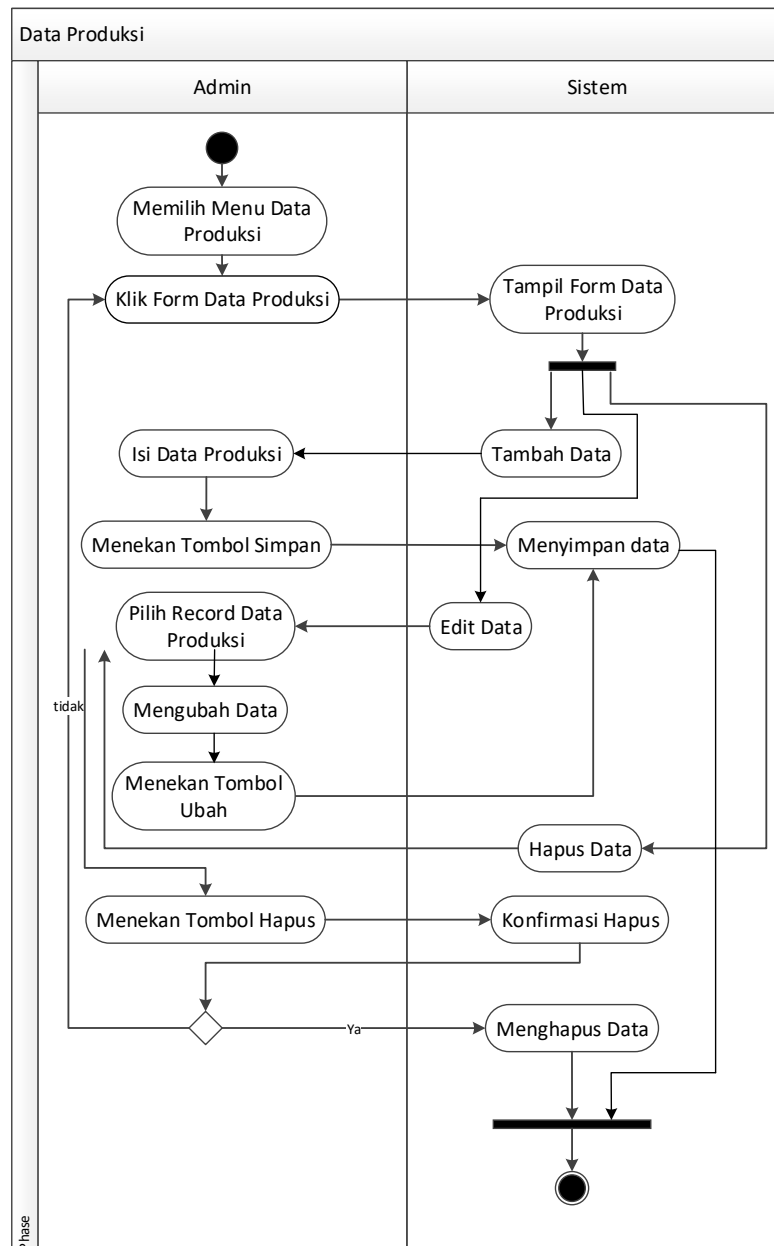 Data Produksi
Admin
Sistem
Memilih Menu Data
Produksi
Klik Form Data Produksi
Tampil Form Data
Produksi
Isi Data Produksi
Tambah Data
Menekan Tombol Simpan
Menyimpan data
Pilih Record Data
Produksi
Edit Data
tidak
Mengubah Data
Menekan Tombol
Ubah
Hapus Data
Menekan Tombol Hapus
Konfirmasi Hapus
Ya
Menghapus Data
Phase